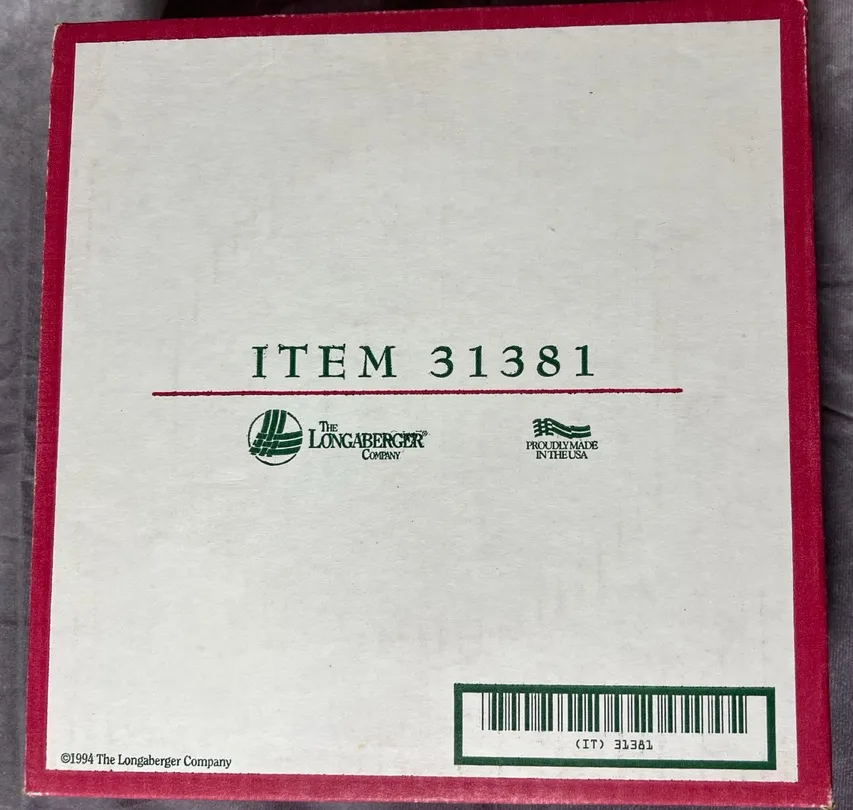 ITEM 31381
THE
LONGABERGER®
COMPANY
PROUDLY MADE
IN THE USA
(IT) 31381
©1994 The Longaberger Company